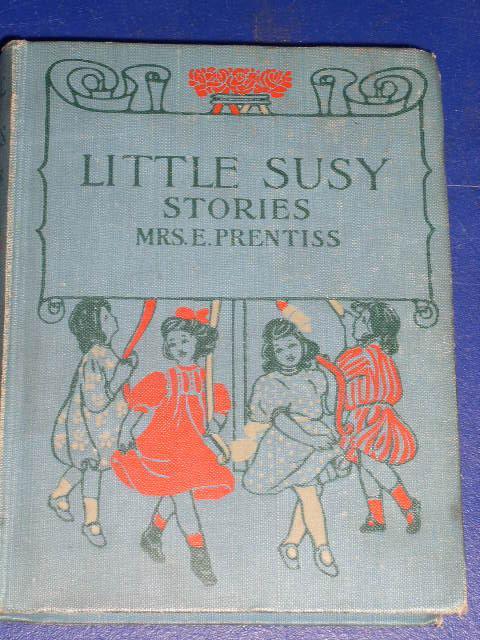 LITTLE SUSY
STORIES
MRS. E. PRENTISS